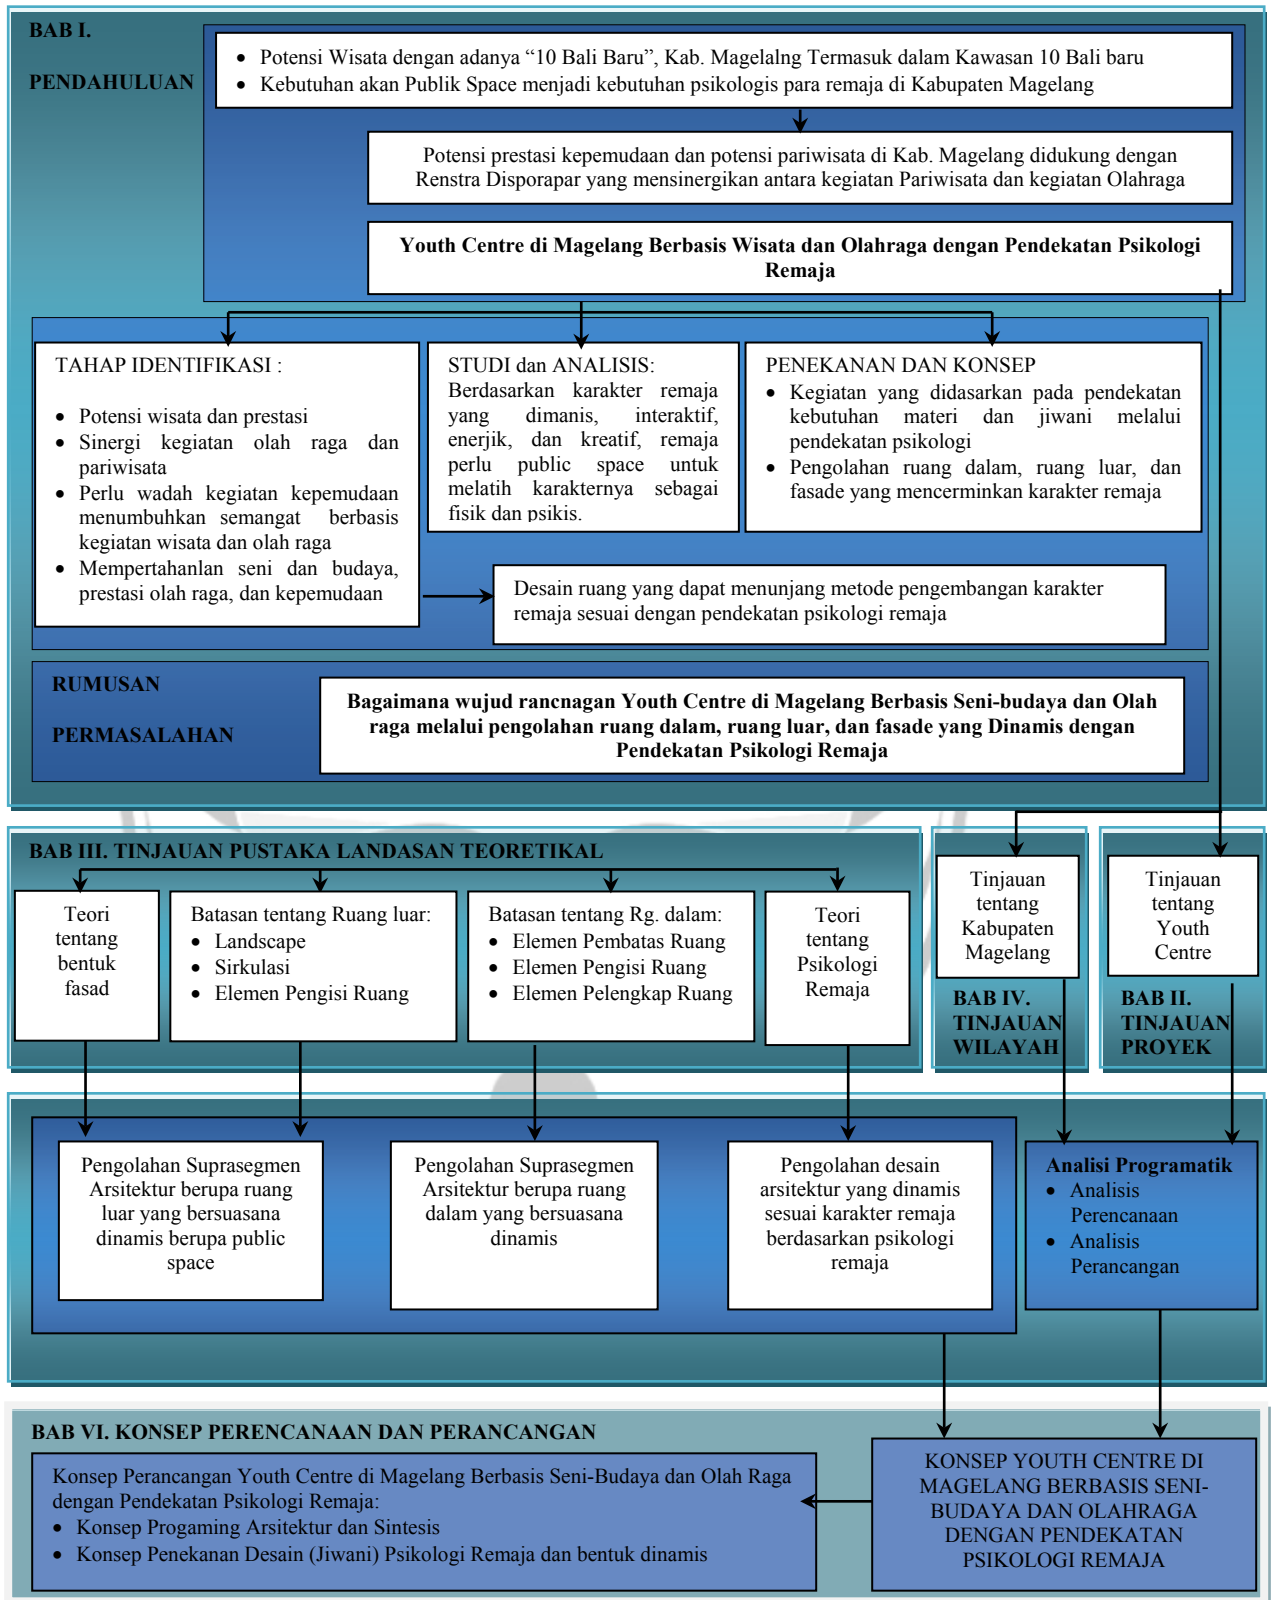 BAB I.
PENDAHULUAN
• Potensi Wisata dengan adanya “10 Bali Baru”, Kab. Magelalng Termasuk dalam Kawasan 10 Bali baru
• Kebutuhan akan Publik Space menjadi kebutuhan psikologis para remaja di Kabupaten Magelang
Potensi prestasi kepemudaan dan potensi pariwisata di Kab. Magelang didukung dengan
Renstra Disporapar yang mensinergikan antara kegiatan Pariwisata dan kegiatan Olahraga
Youth Centre di Magelang Berbasis Wisata dan Olahraga dengan Pendekatan Psikologi
Remaja
TAHAP IDENTIFIKASI :
• Potensi wisata dan prestasi
• Sinergi kegiatan olah raga dan
pariwisata
• Perlu wadah kegiatan kepemudaan
menumbuhkan semangat berbasis
kegiatan wisata dan olah raga
• Mempertahanlan seni dan budaya,
prestasi olah raga, dan kepemudaan
STUDI dan ANALISIS:
Berdasarkan karakter remaja
yang dimanis, interaktif,
enerjik, dan kreatif, remaja
perlu public space untuk
melatih karakternya sebagai
fisik dan psikis.
PENEKANAN DAN KONSEP
• Kegiatan yang didasarkan pada pendekatan
kebutuhan materi dan jiwani melalui
pendekatan psikologi
• Pengolahan ruang dalam, ruang luar, dan
fasade yang mencerminkan karakter remaja
Desain ruang yang dapat menunjang metode pengembangan karakter
remaja sesuai dengan pendekatan psikologi remaja
RUMUSAN
PERMASALAHAN
Bagaimana wujud rancnagan Youth Centre di Magelang Berbasis Seni-budaya dan Olah
raga melalui pengolahan ruang dalam, ruang luar, dan fasade yang Dinamis dengan
Pendekatan Psikologi Remaja
BAB III. TINJAUAN PUSTAKA LANDASAN TEORETIKAL
Teori
tentang
bentuk
fasad
Batasan tentang Ruang luar:
• Landscape
• Sirkulasi
• Elemen Pengisi Ruang
Batasan tentang Rg. dalam:
• Elemen Pembatas Ruang
• Elemen Pengisi Ruang
• Elemen Pelengkap Ruang
Teori
tentang
Psikologi
Remaja
Tinjauan
tentang
Kabupaten
Magelang
BAB IV.
TINJAUAN
WILAYAH
Tinjauan
tentang
Youth
Centre
BAB II.
TINJAUAN
PROYEK
Pengolahan Suprasegmen
Arsitektur berupa ruang
luar yang bersuasana
dinamis berupa public
space
Pengolahan Suprasegmen
Arsitektur berupa ruang
dalam yang bersuasana
dinamis
Pengolahan desain
arsitektur yang dinamis
sesuai karakter remaja
berdasarkan psikologi
remaja
Analisi Programatik
• Analisis
Perencanaan
• Analisis
Perancangan
BAB VI. KONSEP PERENCANAAN DAN PERANCANGAN
Konsep Perancangan Youth Centre di Magelang Berbasis Seni-Budaya dan Olah Raga
dengan Pendekatan Psikologi Remaja:
• Konsep Progaming Arsitektur dan Sintesis
• Konsep Penekanan Desain (Jiwani) Psikologi Remaja dan bentuk dinamis
KONSEP YOUTH CENTRE DI
MAGELANG BERBASIS SENI-
BUDAYA DAN OLAHRAGA
DENGAN PENDEKATAN
PSIKOLOGI REMAJA